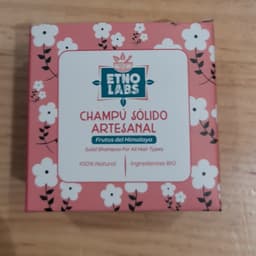 ETNO
LABS
CHAMPÚ SÓLIDO
ARTESANAL
Frutos del Himalaya
Solid Shampoo For All Hair Types
100% Natural
Ingredientes BIO